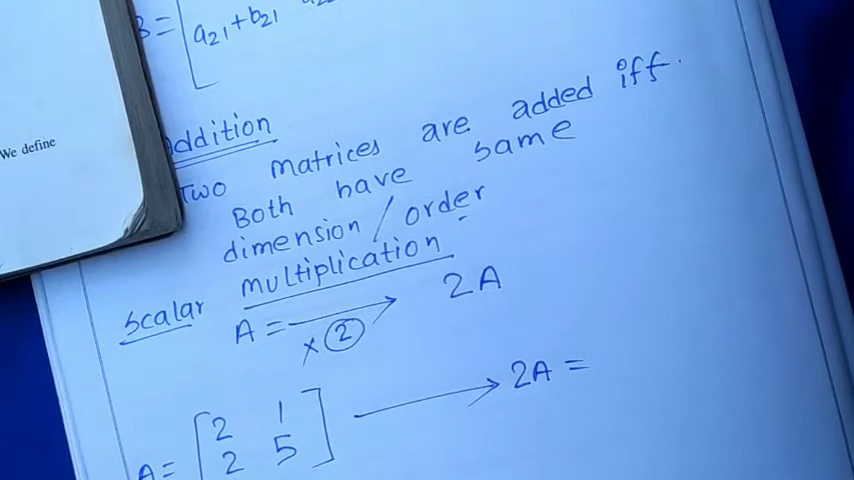 B = [
a21 + b21
We define
addition
Two matrices are added iff.
Both have same
dimension / order
Scalar multiplication
A = ⟶ 2A
× 2
A = [ 2 1 ⟶ 2A =
2 5 ]